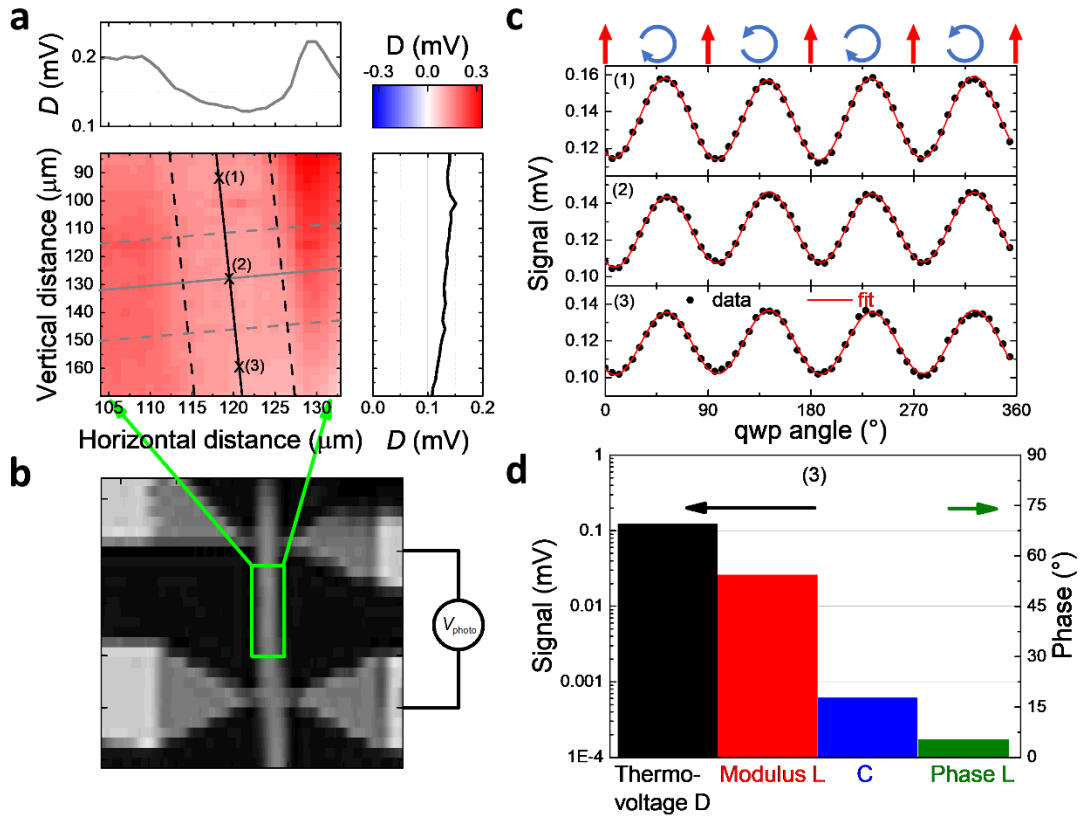 a
D (mV)
0.2
0.1
D (mV)
-0.3 0.0 0.3
Vertical distance (μm)
90
100
110
120
130
140
150
160
(1)
(2)
(3)
105 110 115 120 125 130
Horizontal distance (μm)
0.0 0.1 0.2
D (mV)
b
Vphoto
c
Signal (mV)
(1)
0.16
0.14
0.12
(2)
0.14
0.12
0.10
(3)
data fit
0.14
0.12
0.10
0 90 180 270 360
qwp angle (°)
d
(3)
Signal (mV)
1
0.1
0.01
0.001
1E-4
Phase (°)
90
75
60
45
30
15
0
Thermo-
voltage D
Modulus L
C
Phase L